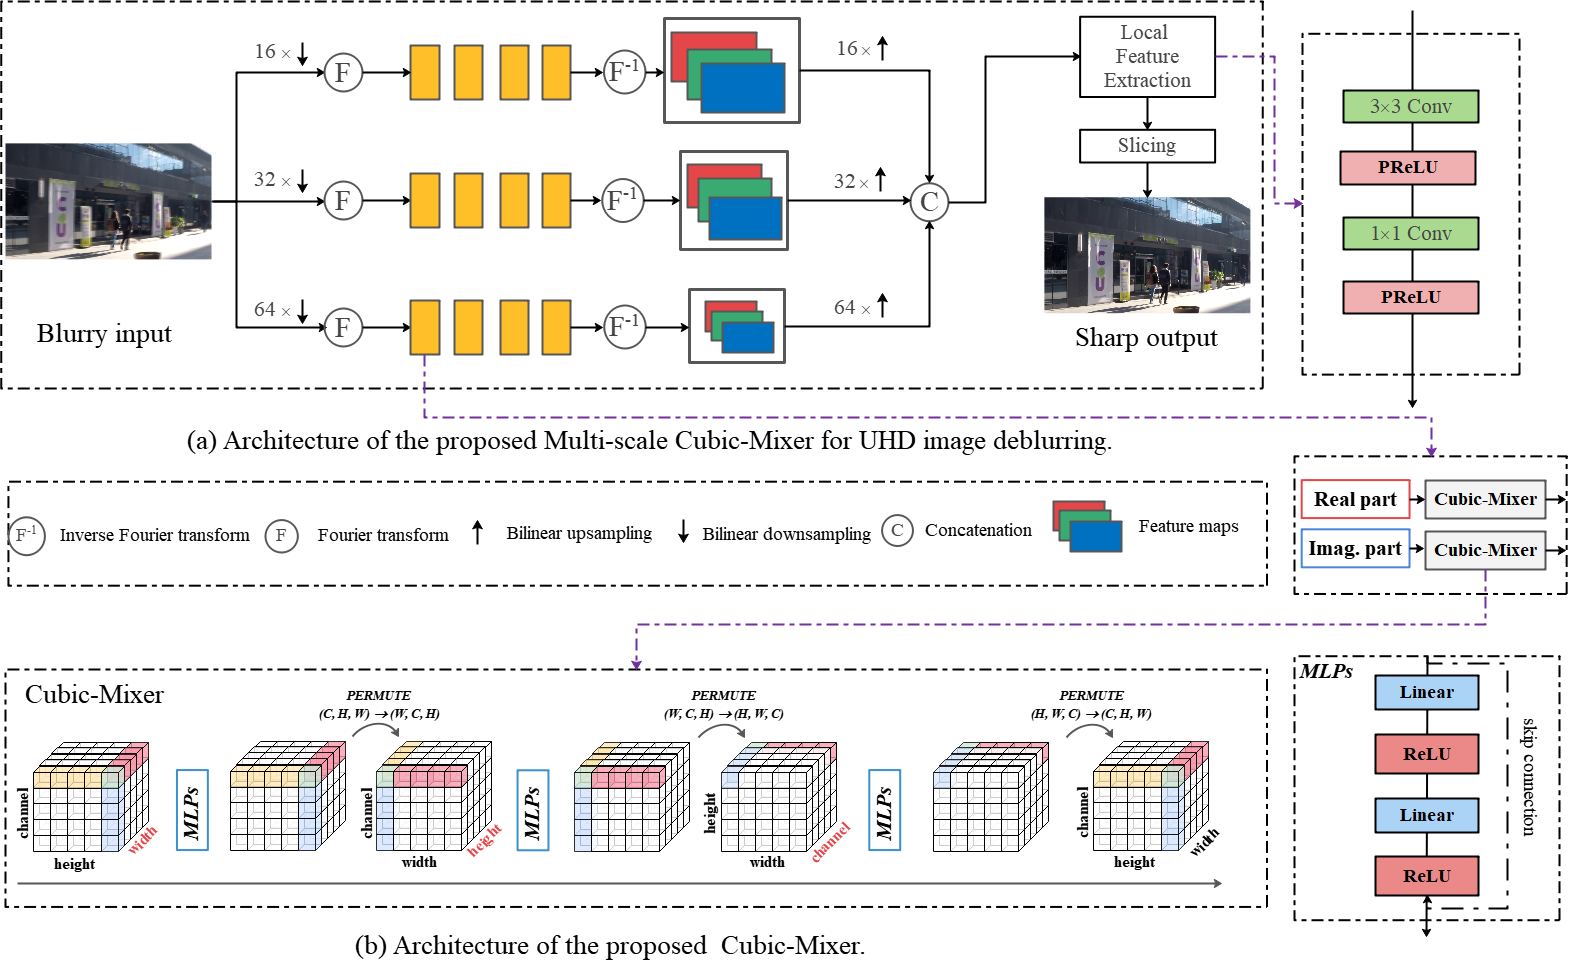 16 × 
F
F-1
16 ×
Local
Feature
Extraction
Slicing
3×3 Conv
PReLU
1×1 Conv
PReLU
32 ×
F
F-1
32 ×
C
64 ×
F
F-1
64 ×
Blurry input
Sharp output
(a) Architecture of the proposed Multi-scale Cubic-Mixer for UHD image deblurring.
F-1 Inverse Fourier transform
F Fourier transform
Bilinear upsampling
Bilinear downsampling
C Concatenation
Feature maps
Real part
Cubic-Mixer
Imag. part
Cubic-Mixer
Cubic-Mixer
PERMUTE
(C, H, W) → (W, C, H)
PERMUTE
(W, C, H) → (H, W, C)
PERMUTE
(H, W, C) → (C, H, W)
channel
height
width
MLPs
channel
width
height
MLPs
height
width
channel
MLPs
channel
height
width
MLPs
Linear
ReLU
Linear
ReLU
skip connection
(b) Architecture of the proposed Cubic-Mixer.